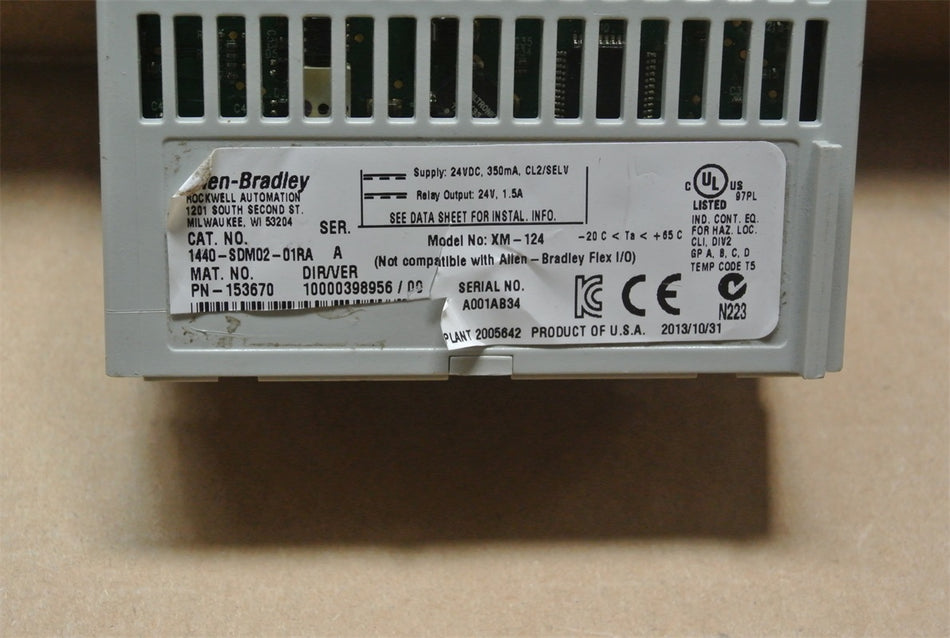 en-Bradley
ROCKWELL AUTOMATION
1201 SOUTH SECOND ST.
MILWAUKEE, WI 53204
CAT. NO. SER.
1440-SDM02-01RA A
MAT. NO. DIR/VER
PN-153670 10000398956 / 00
Supply: 24VDC, 350mA, CL2/SELV
Relay Output: 24V, 1.5A
SEE DATA SHEET FOR INSTAL. INFO.
Model No: XM-124 -20 C < Ta < +65 C
(Not compatible with Allen-Bradley Flex I/O)
SERIAL NO.
A001AB34
PLANT 2005642 PRODUCT OF U.S.A. 2013/10/31
C UL US
LISTED 97PL
IND. CONT. EQ.
FOR HAZ. LOC.
CLI, DIV2
GP A, B, C, D
TEMP CODE T5
CE
N223